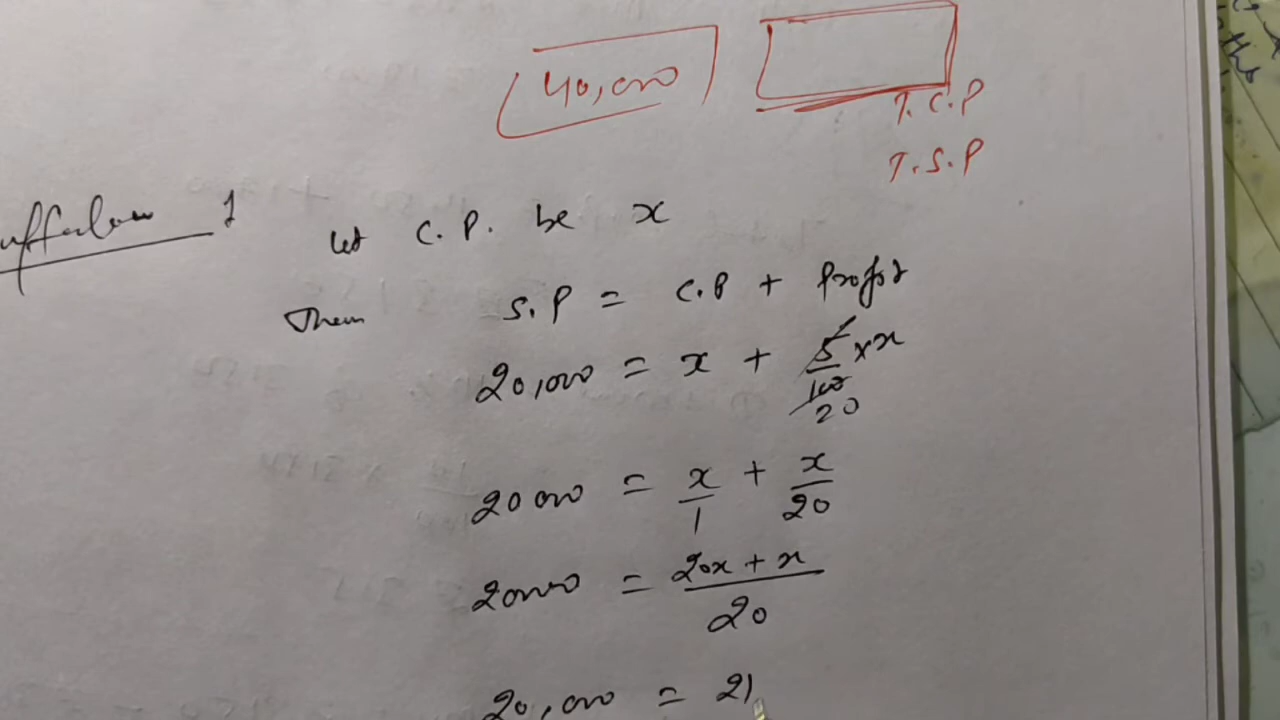 40,000
T.C.P
T.S.P
1
Let C.P. be x
Then S.P = C.P + Profit
20,000 = x + 5/100 × x
20
20000 = x/1 + x/20
20000 = 20x + x/20
20,000 = 21